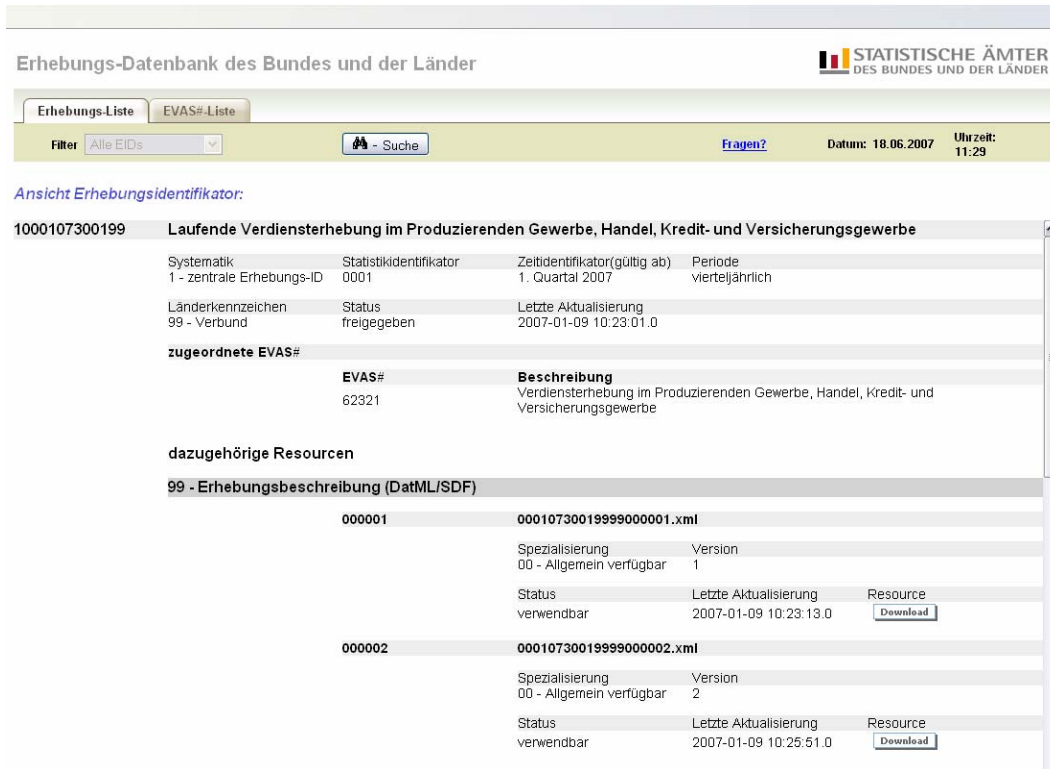 Erhebungs-Datenbank des Bundes und der Länder
STATISTISCHE ÄMTER
DES BUNDES UND DER LÄNDER
Erhebungs-Liste EVAS#-Liste
Filter Alle EIDs - Suche Fragen? Datum: 18.06.2007 Uhrzeit: 11:29
Ansicht Erhebungsidentifikator:
1000107300199 Laufende Verdiensterhebung im Produzierenden Gewerbe, Handel, Kredit- und Versicherungsgewerbe
Systematik Statistikidentifikator Zeitidentifikator(gültig ab) Periode
1 - zentrale Erhebungs-ID 0001 1. Quartal 2007 vierteljährlich
Länderkennzeichen Status Letzte Aktualisierung
99 - Verbund freigegeben 2007-01-09 10:23:01.0
zugeordnete EVAS#
EVAS# Beschreibung
62321 Verdiensterhebung im Produzierenden Gewerbe, Handel, Kredit- und
Versicherungsgewerbe
dazugehörige Resourcen
99 - Erhebungsbeschreibung (DatML/SDF)
000001 00010730019999000001.xml
Spezialisierung Version
00 - Allgemein verfügbar 1
Status Letzte Aktualisierung Resource
verwendbar 2007-01-09 10:23:13.0 Download
000002 00010730019999000002.xml
Spezialisierung Version
00 - Allgemein verfügbar 2
Status Letzte Aktualisierung Resource
verwendbar 2007-01-09 10:25:51.0 Download